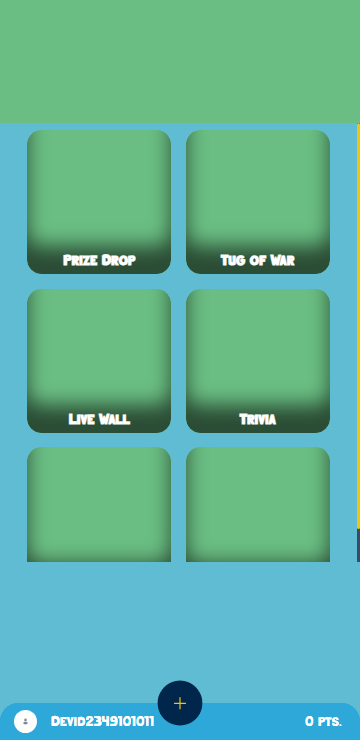 Prize Drop
Tug of War
Live Wall
Trivia
Devid2349101011
0 PTS.